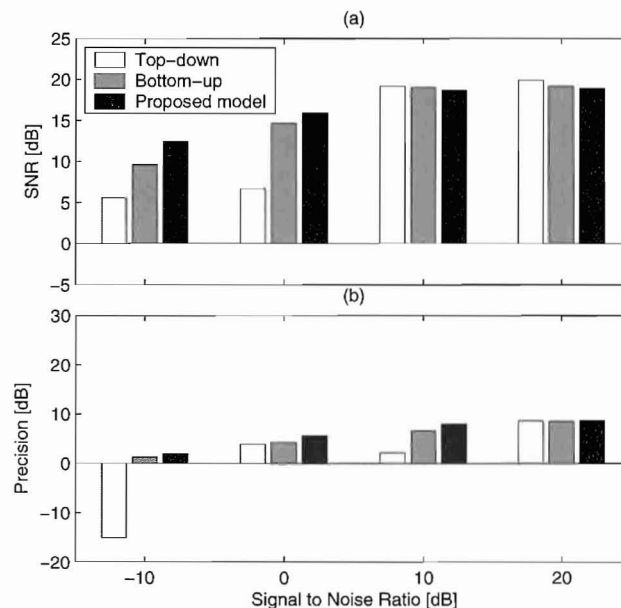 (a)
25
20
15
10
5
0
−5
SNR [dB]
Top−down
Bottom−up
Proposed model
(b)
30
20
10
0
−10
−20
Precision [dB]
−10 0 10 20
Signal to Noise Ratio [dB]